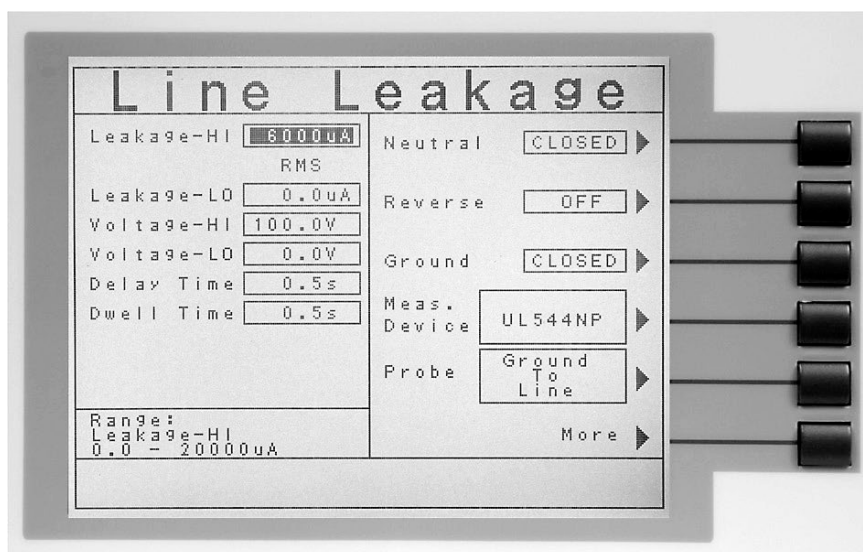 Line Leakage
Leakage-HI 6000uA
RMS
Leakage-LO 0.0uA
Voltage-HI 100.0V
Voltage-LO 0.0V
Delay Time 0.5s
Dwell Time 0.5s
Range:
Leakage-HI
0.0 - 20000uA
Neutral CLOSED
Reverse OFF
Ground CLOSED
Meas.
Device UL544NP
Probe Ground
To
Line
More